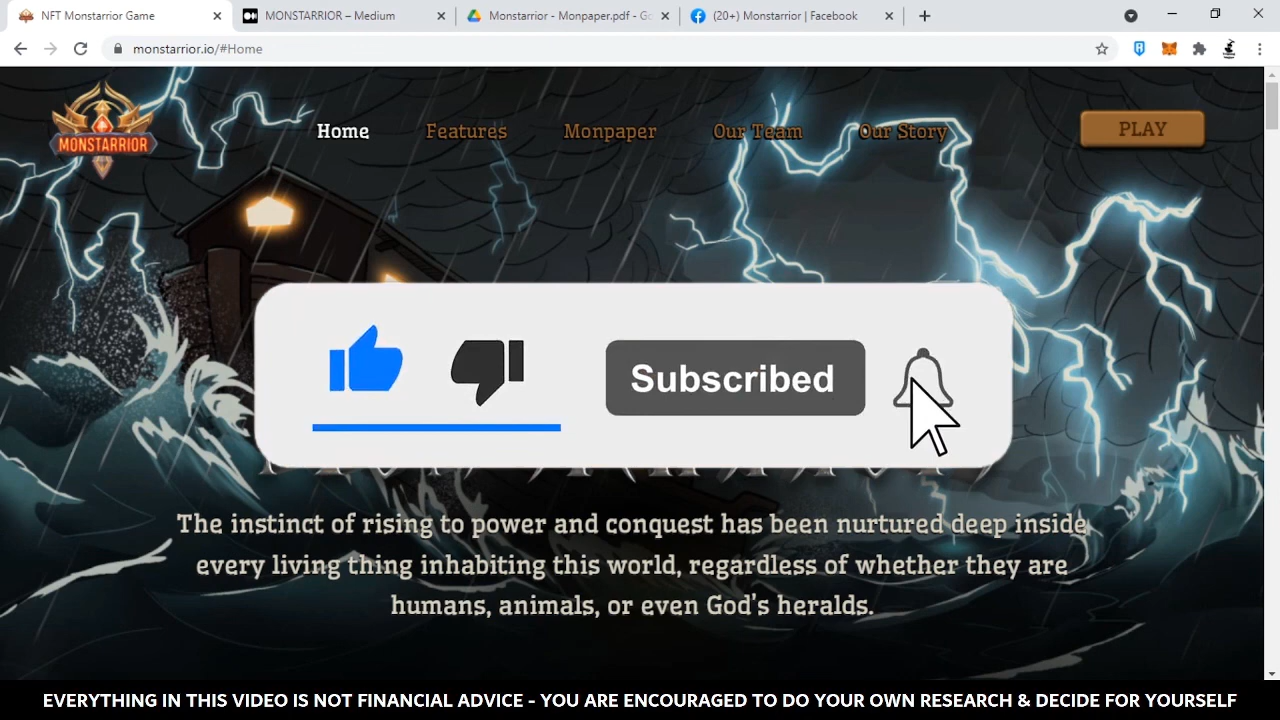 NFT Monstarrior Game
MONSTARRIOR – Medium
Monstarrior - Monpaper.pdf - Go
(20+) Monstarrior | Facebook
monstarrior.io/#Home
MONSTARRIOR
Home
Features
Monpaper
Our Team
Our Story
PLAY
Subscribed
The instinct of rising to power and conquest has been nurtured deep inside
every living thing inhabiting this world, regardless of whether they are
humans, animals, or even God's heralds.
EVERYTHING IN THIS VIDEO IS NOT FINANCIAL ADVICE - YOU ARE ENCOURAGED TO DO YOUR OWN RESEARCH & DECIDE FOR YOURSELF